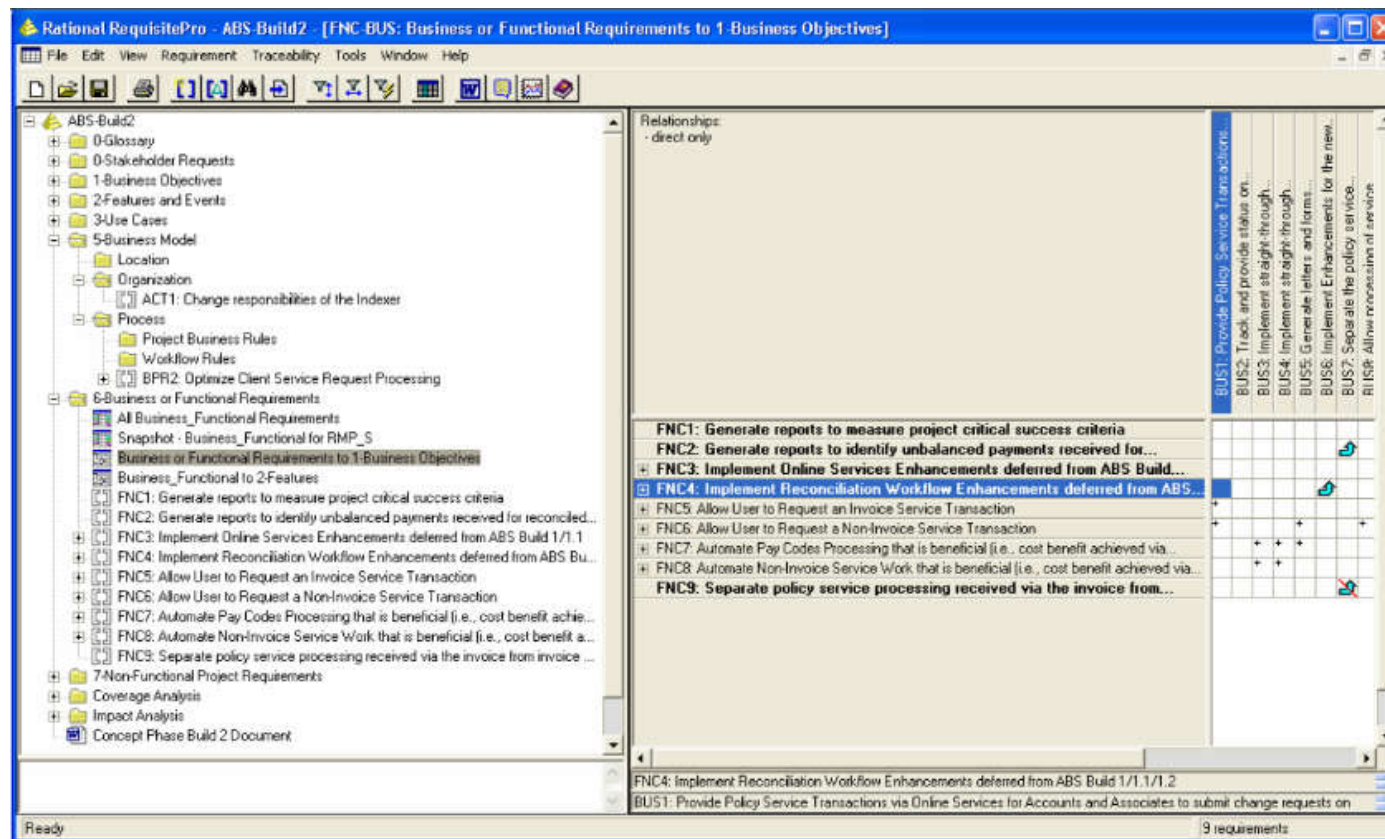 Rational RequisitePro - ABS-Build2 - [FNC-BUS: Business or Functional Requirements to 1-Business Objectives]
File Edit View Requirement Traceability Tools Window Help
ABS-Build2
0-Glossary
0-Stakeholder Requests
1-Business Objectives
2-Features and Events
3-Use Cases
5-Business Model
Location
Organization
ACT1: Change responsibilities of the Indexer
Process
Project Business Rules
Workflow Rules
BPR2: Optimize Client Service Request Processing
6-Business or Functional Requirements
All Business_Functional Requirements
Snapshot - Business_Functional for RMP_S
Business or Functional Requirements to 1-Business Objectives
Business_Functional to 2-Features
FNC1: Generate reports to measure project critical success criteria
FNC2: Generate reports to identify unbalanced payments received for reconciled...
FNC3: Implement Online Services Enhancements deferred from ABS Build 1/1.1
FNC4: Implement Reconciliation Workflow Enhancements deferred from ABS Bu...
FNC5: Allow User to Request an Invoice Service Transaction
FNC6: Allow User to Request a Non-Invoice Service Transaction
FNC7: Automate Pay Codes Processing that is beneficial (i.e., cost benefit achie...
FNC8: Automate Non-Invoice Service Work that is beneficial (i.e., cost benefit a...
FNC9: Separate policy service processing received via the invoice from invoice ...
7-Non-Functional Project Requirements
Coverage Analysis
Impact Analysis
Concept Phase Build 2 Document
Relationships:
- direct only
BUS1: Provide Policy Service Transactions...
BUS2: Track and provide status on...
BUS3: Implement straight-through...
BUS4: Implement straight-through...
BUS5: Generate letters and forms...
BUS6: Implement Enhancements for the new...
BUS7: Separate the policy service...
BUS8: Allow processing of service
FNC1: Generate reports to measure project critical success criteria
FNC2: Generate reports to identify unbalanced payments received for...
FNC3: Implement Online Services Enhancements deferred from ABS Build...
FNC4: Implement Reconciliation Workflow Enhancements deferred from ABS...
FNC5: Allow User to Request an Invoice Service Transaction
FNC6: Allow User to Request a Non-Invoice Service Transaction
FNC7: Automate Pay Codes Processing that is beneficial (i.e., cost benefit achieved via...
FNC8: Automate Non-Invoice Service Work that is beneficial (i.e., cost benefit achieved via...
FNC9: Separate policy service processing received via the invoice from...
FNC4: Implement Reconciliation Workflow Enhancements deferred from ABS Build 1/1.1/1.2
BUS1: Provide Policy Service Transactions via Online Services for Accounts and Associates to submit change requests on
Ready
9 requirements